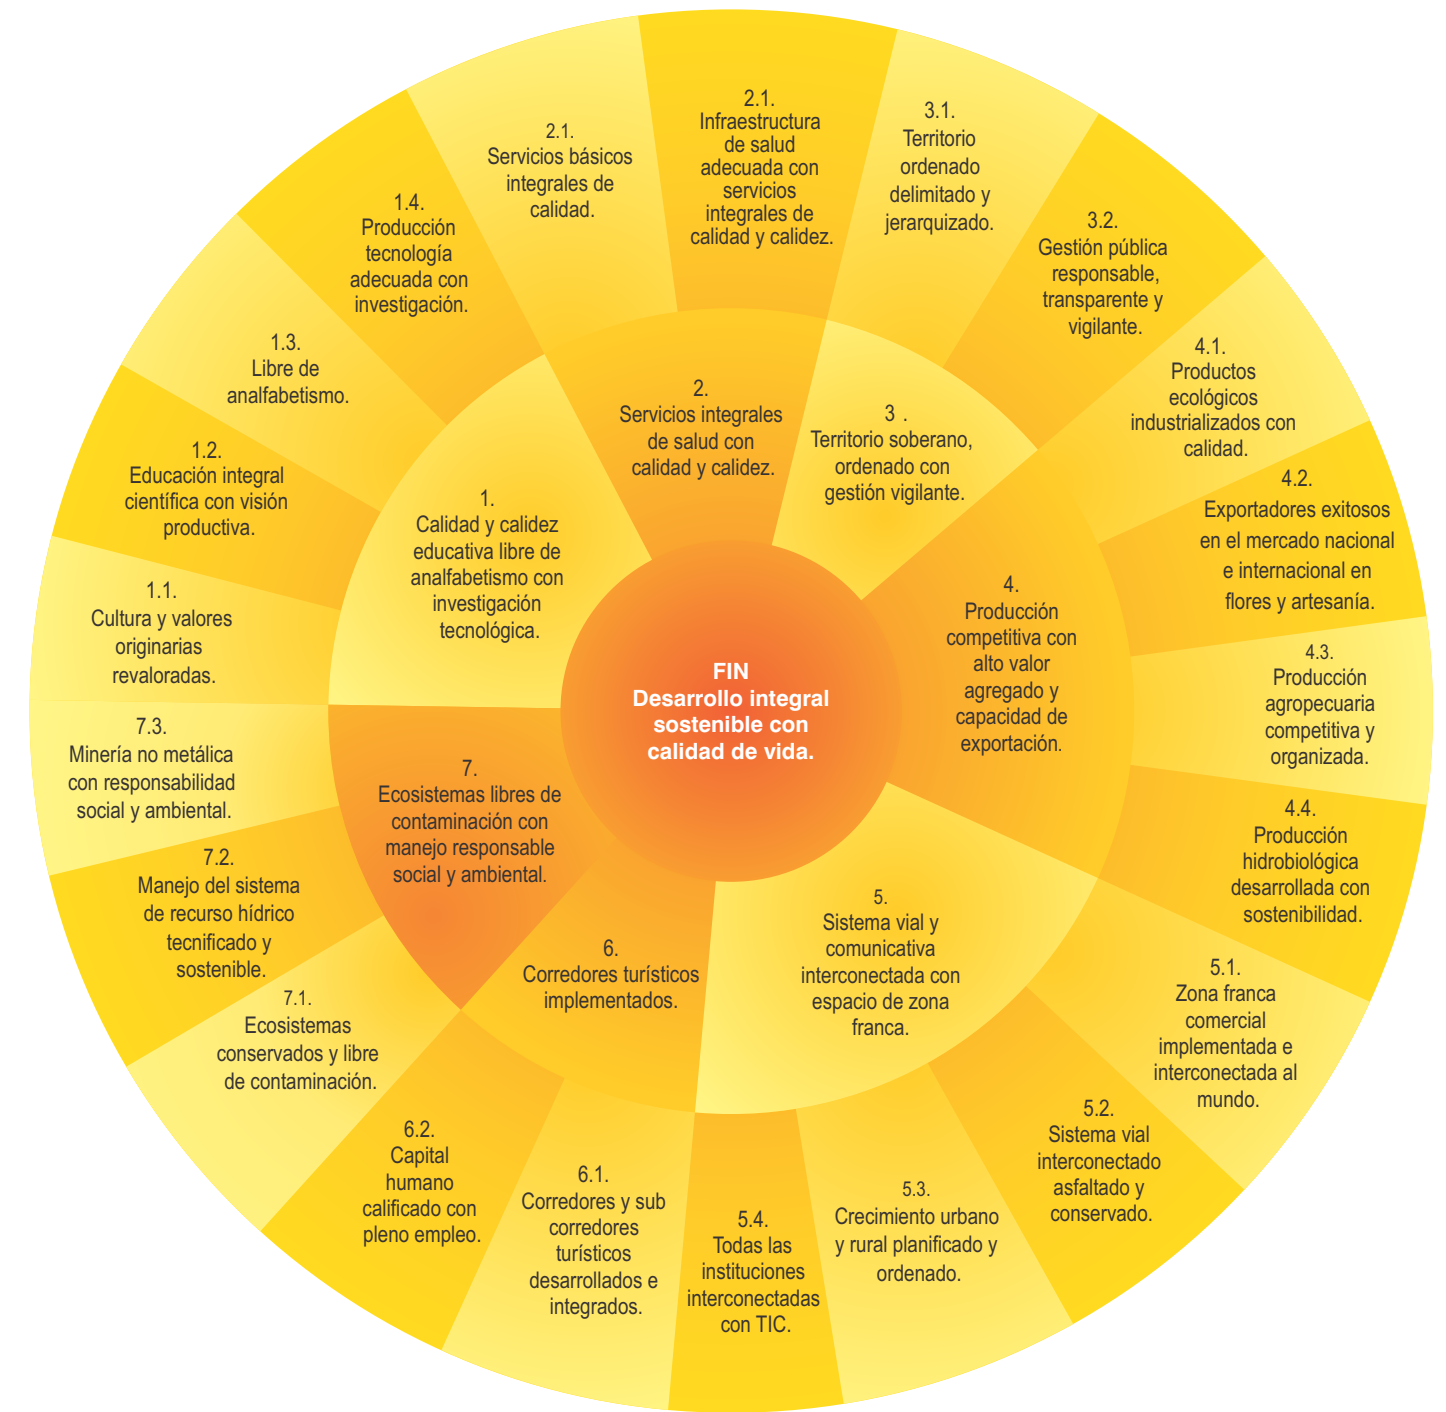 FIN
Desarrollo integral
sostenible con
calidad de vida.
1.
Calidad y calidez
educativa libre de
analfabetismo con
investigación
tecnológica.
2.
Servicios integrales
de salud con
calidad y calidez.
3 .
Territorio soberano,
ordenado con
gestión vigilante.
4.
Producción
competitiva con
alto valor
agregado y
capacidad de
exportación.
5.
Sistema vial y
comunicativa
interconectada con
espacio de zona
franca.
6.
Corredores turísticos
implementados.
7.
Ecosistemas libres de
contaminación con
manejo responsable
social y ambiental.
1.1.
Cultura y valores
originarias
revaloradas.
1.2.
Educación integral
científica con visión
productiva.
1.3.
Libre de
analfabetismo.
1.4.
Producción
tecnología
adecuada con
investigación.
2.1.
Servicios básicos
integrales de
calidad.
2.1.
Infraestructura
de salud
adecuada con
servicios
integrales de
calidad y calidez.
3.1.
Territorio
ordenado
delimitado y
jerarquizado.
3.2.
Gestión pública
responsable,
transparente y
vigilante.
4.1.
Productos
ecológicos
industrializados con
calidad.
4.2.
Exportadores exitosos
en el mercado nacional
e internacional en
flores y artesanía.
4.3.
Producción
agropecuaria
competitiva y
organizada.
4.4.
Producción
hidrobiológica
desarrollada con
sostenibilidad.
5.1.
Zona franca
comercial
implementada e
interconectada al
mundo.
5.2.
Sistema vial
interconectado
asfaltado y
conservado.
5.3.
Crecimiento urbano
y rural planificado y
ordenado.
5.4.
Todas las
instituciones
interconectadas
con TIC.
6.1.
Corredores y sub
corredores
turísticos
desarrollados e
integrados.
6.2.
Capital
humano
calificado con
pleno empleo.
7.1.
Ecosistemas
conservados y libre
de contaminación.
7.2.
Manejo del sistema
de recurso hídrico
tecnificado y
sostenible.
7.3.
Minería no metálica
con responsabilidad
social y ambiental.